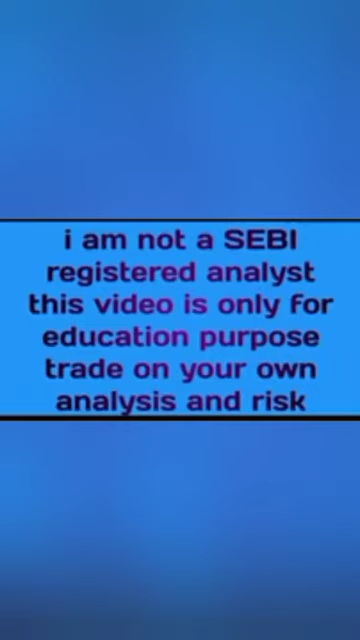 i am not a SEBI
registered analyst
this video is only for
education purpose
trade on your own
analysis and risk